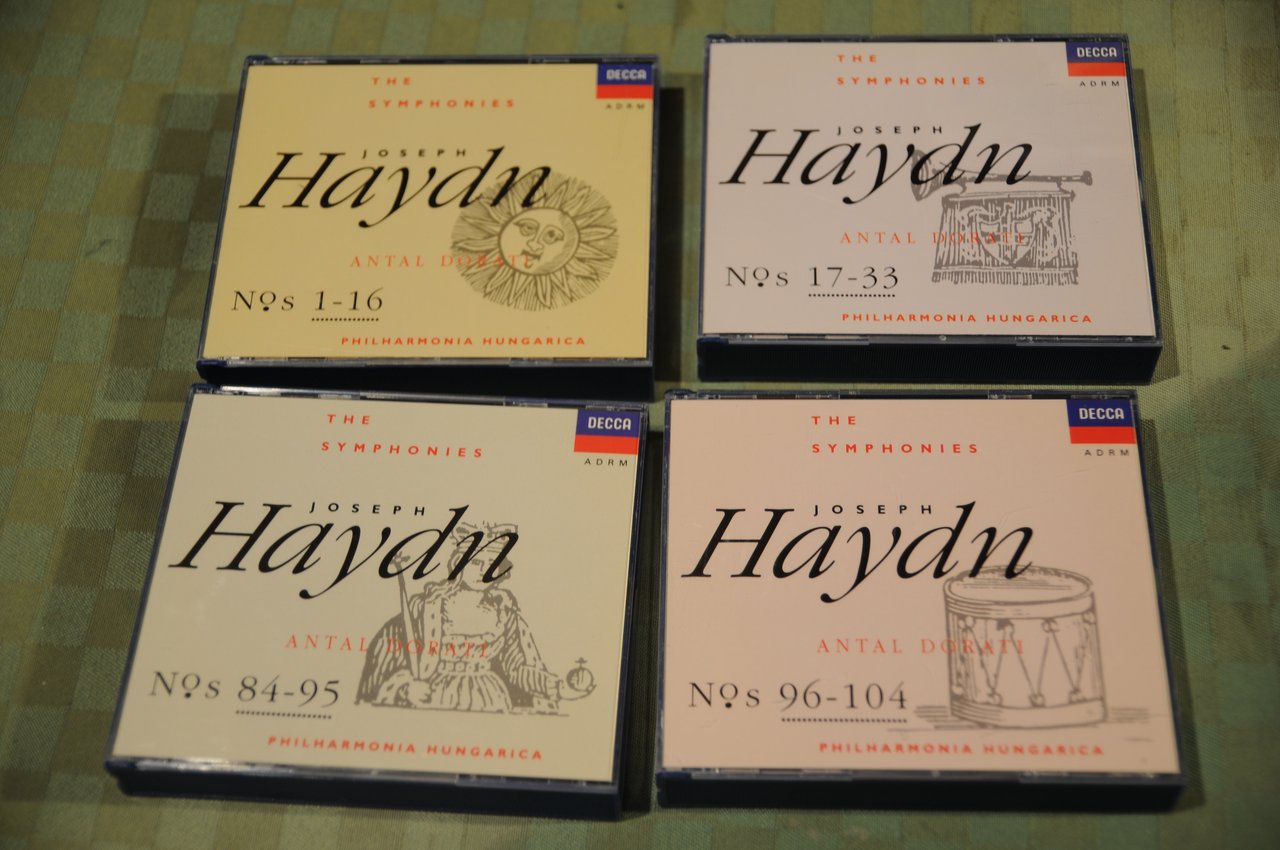 THE
SYMPHONIES
DECCA
ADRM
JOSEPH
Haydn
ANTAL DORATI
Nos 1-16
PHILHARMONIA HUNGARICA
THE
SYMPHONIES
DECCA
ADRM
JOSEPH
Haydn
ANTAL DORATI
Nos 17-33
PHILHARMONIA HUNGARICA
THE
SYMPHONIES
DECCA
ADRM
JOSEPH
Haydn
ANTAL DORATI
Nos 84-95
PHILHARMONIA HUNGARICA
THE
SYMPHONIES
DECCA
ADRM
JOSEPH
Haydn
ANTAL DORATI
Nos 96-104
PHILHARMONIA HUNGARICA